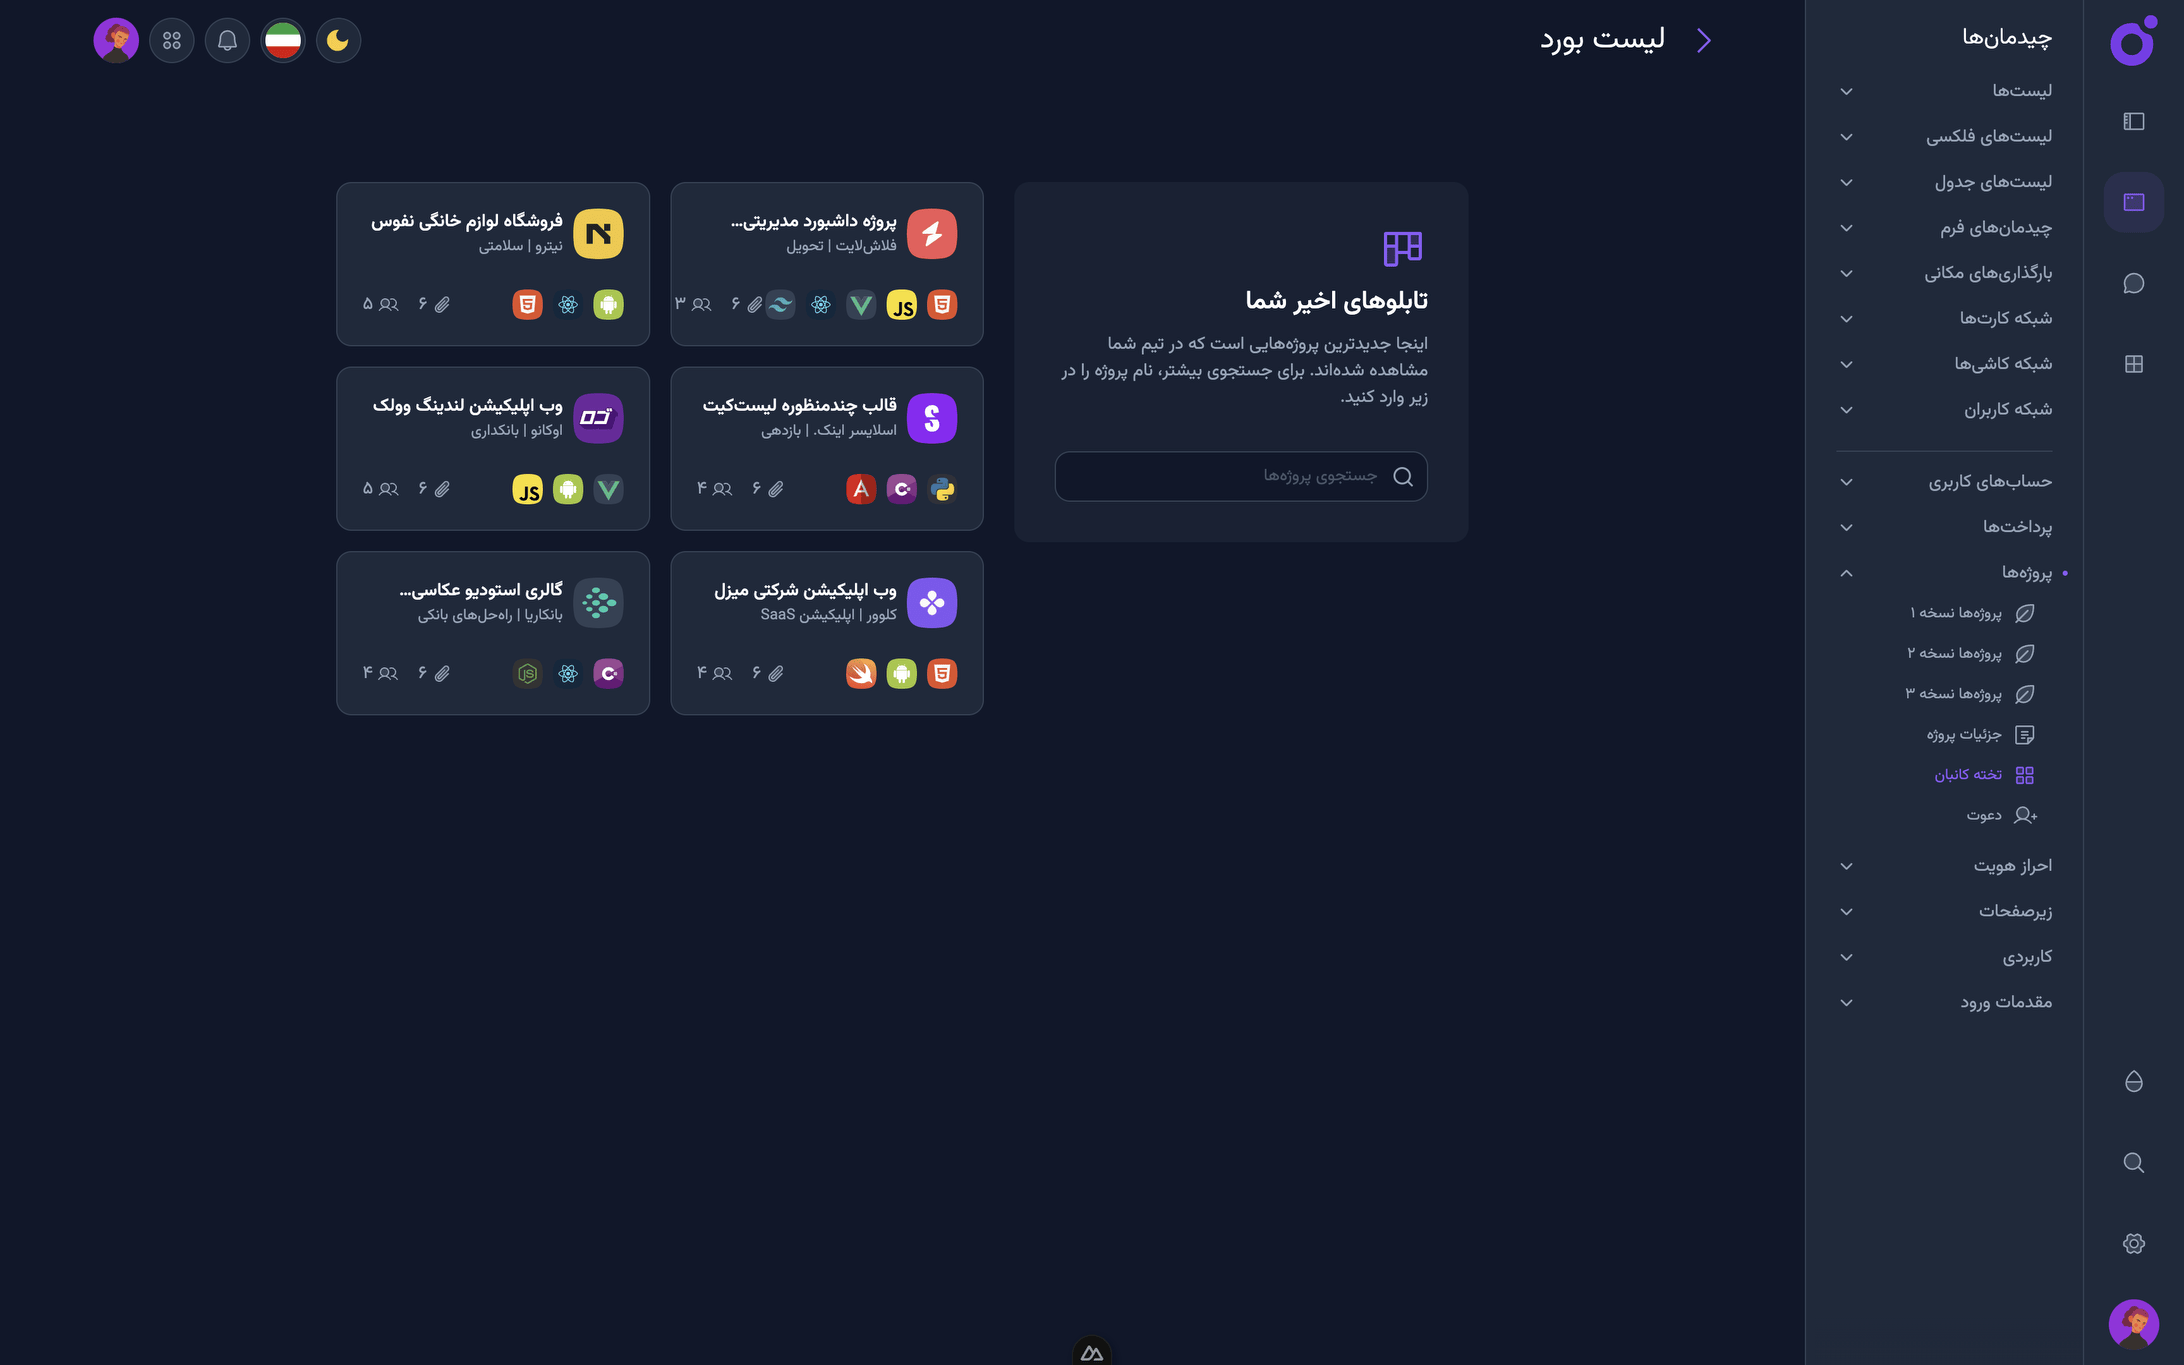 چیدمان‌ها
لیست‌ها
لیست‌های فلکسی
لیست‌های جدول
چیدمان‌های فرم
بارگذاری‌های مکانی
شبکه کارت‌ها
شبکه کاشی‌ها
شبکه کاربران
حساب‌های کاربری
پرداخت‌ها
پروژه‌ها
پروژه‌ها نسخه ۱
پروژه‌ها نسخه ۲
پروژه‌ها نسخه ۳
جزئیات پروژه
تخته کانبان
دعوت
احراز هویت
زیرصفحات
کاربردی
مقدمات ورود
لیست بورد
تابلوهای اخیر شما
اینجا جدیدترین پروژه‌هایی است که در تیم شما
مشاهده شده‌اند. برای جستجوی بیشتر، نام پروژه را در
زیر وارد کنید.
جستجوی پروژه‌ها
پروژه داشبورد مدیریتی...
فلاش‌لایت | تحویل
JS
۶ ۳
فروشگاه لوازم خانگی نفوس
نیترو | سلامتی
۶ ۵
قالب چندمنظوره لیست‌کیت
اسلایسر اینک. | بازدهی
۶ ۴
وب اپلیکیشن لندینگ وولک
اوکانو | بانکداری
JS
۶ ۵
وب اپلیکیشن شرکتی میزل
کلوور | اپلیکیشن SaaS
۶ ۴
گالری استودیو عکاسی...
بانکاریا | راه‌حل‌های بانکی
۶ ۴